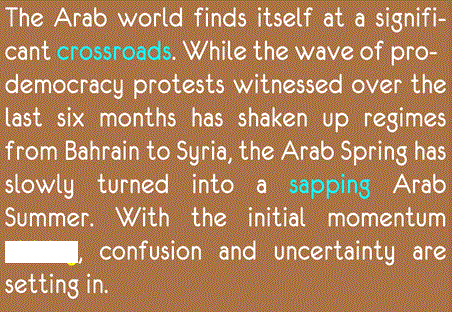 The Arab world finds itself at a signifi-
cant crossroads. While the wave of pro-
democracy protests witnessed over the
last six months has shaken up regimes
from Bahrain to Syria, the Arab Spring has
slowly turned into a sapping Arab
Summer. With the initial momentum
, confusion and uncertainty are
setting in.